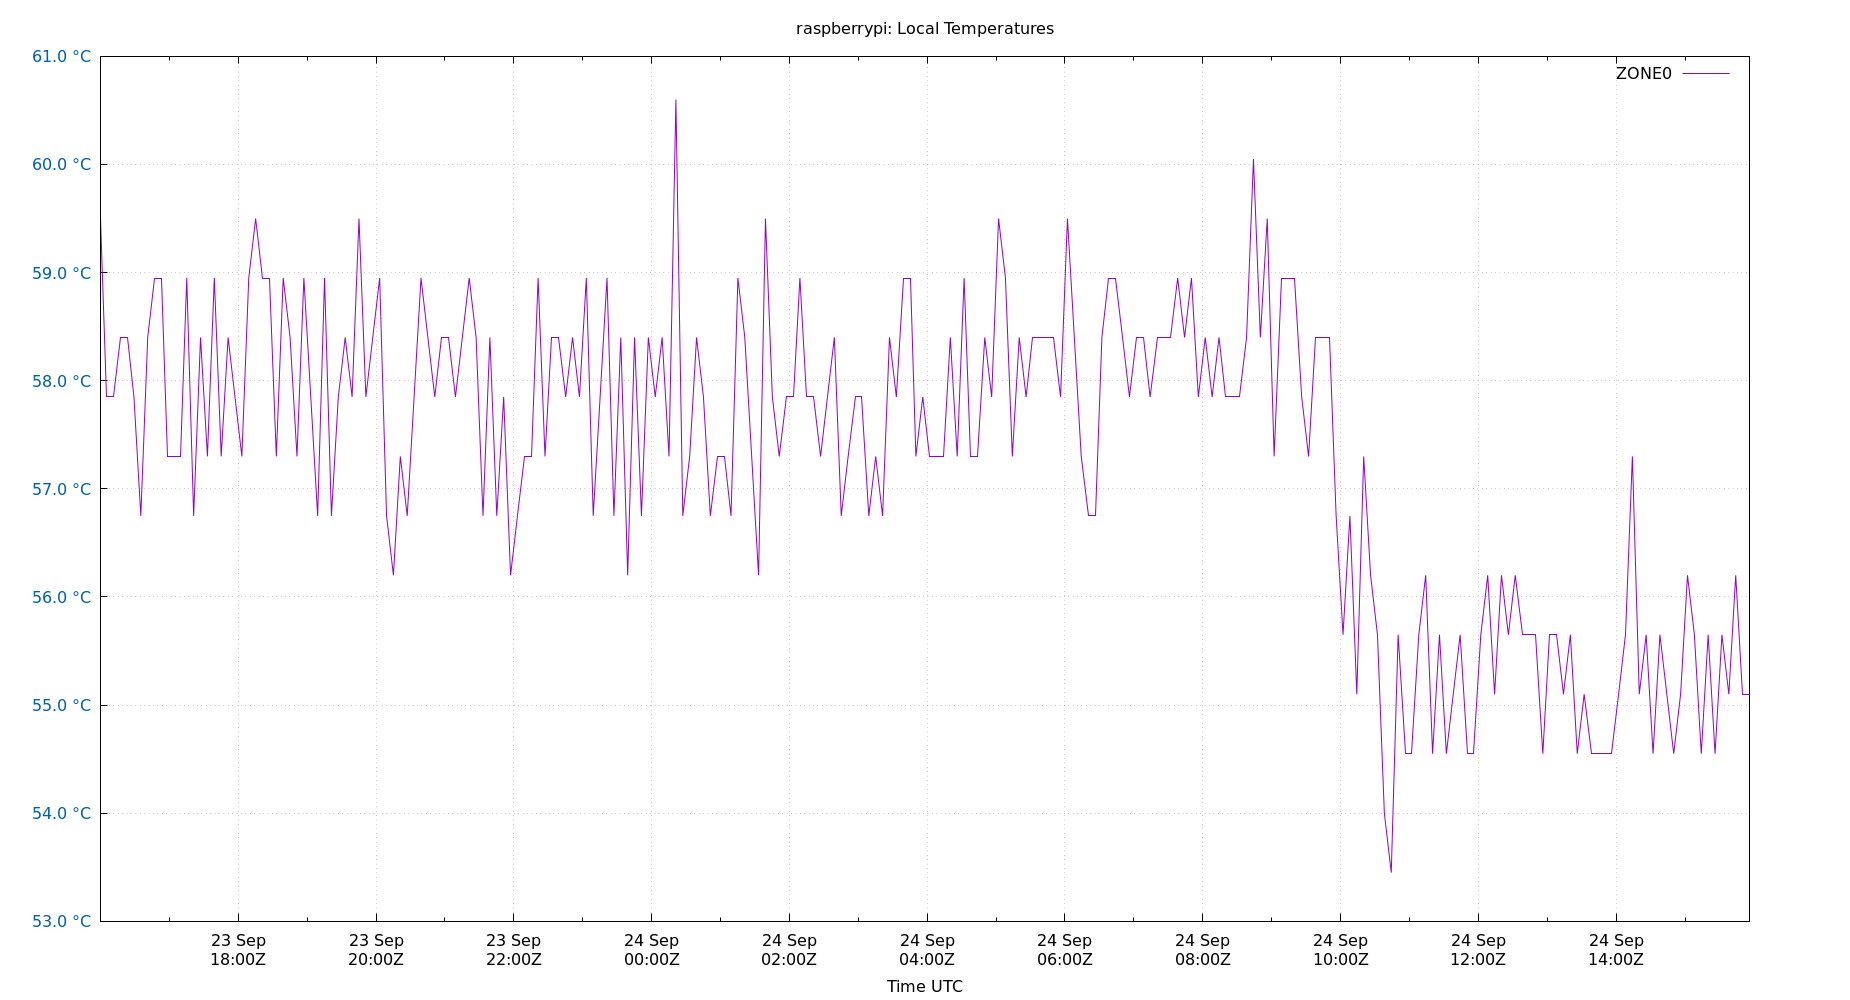 raspberrypi: Local Temperatures
61.0 °C
ZONE0
60.0 °C
59.0 °C
58.0 °C
57.0 °C
56.0 °C
55.0 °C
54.0 °C
53.0 °C
23 Sep 23 Sep 23 Sep 24 Sep 24 Sep 24 Sep 24 Sep 24 Sep 24 Sep 24 Sep 24 Sep
18:00Z 20:00Z 22:00Z 00:00Z 02:00Z 04:00Z 06:00Z 08:00Z 10:00Z 12:00Z 14:00Z
Time UTC